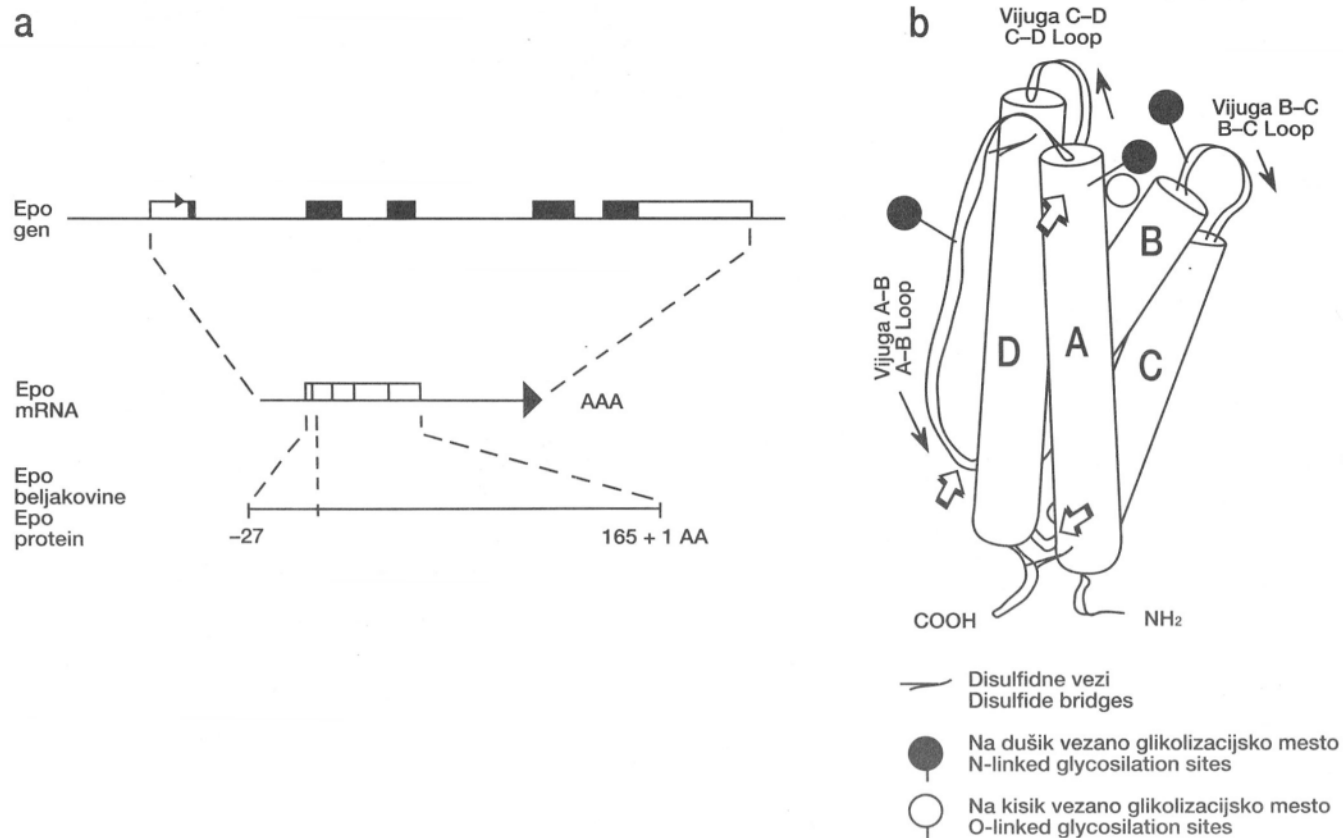 a
Epo
gen
Epo
mRNA
AAA
Epo
beljakovine
Epo
protein
–27
165 + 1 AA
b
Vijuga C–D
C–D Loop
Vijuga B–C
B–C Loop
Vijuga A–B
A–B Loop
D
A
B
C
COOH
NH₂
Disulfidne vezi
Disulfide bridges
Na dušik vezano glikolizacijsko mesto
N-linked glycosilation sites
Na kisik vezano glikolizacijsko mesto
O-linked glycosilation sites